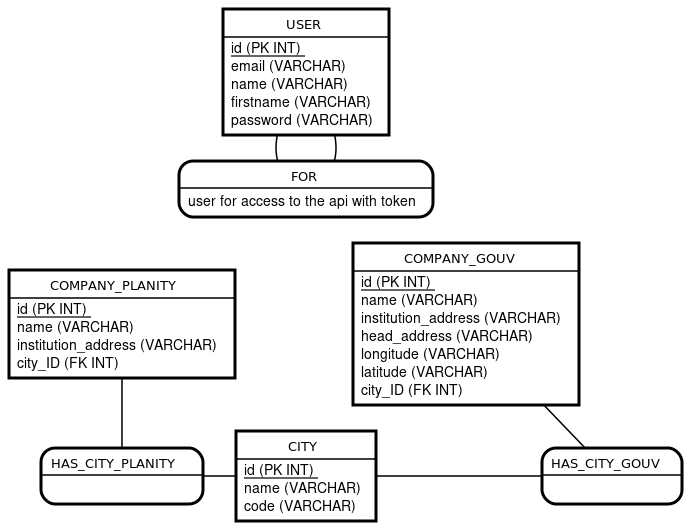 USER
id (PK INT)
email (VARCHAR)
name (VARCHAR)
firstname (VARCHAR)
password (VARCHAR)
FOR
user for access to the api with token
COMPANY_PLANITY
id (PK INT)
name (VARCHAR)
institution_address (VARCHAR)
city_ID (FK INT)
COMPANY_GOUV
id (PK INT)
name (VARCHAR)
institution_address (VARCHAR)
head_address (VARCHAR)
longitude (VARCHAR)
latitude (VARCHAR)
city_ID (FK INT)
HAS_CITY_PLANITY
CITY
id (PK INT)
name (VARCHAR)
code (VARCHAR)
HAS_CITY_GOUV